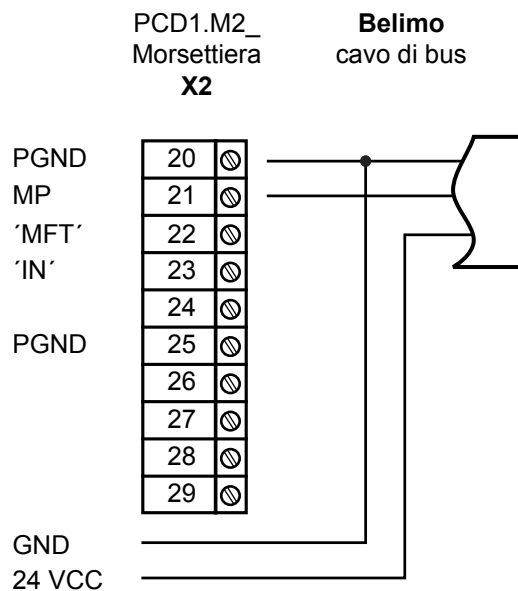 PCD1.M2_ Belimo
Morsettiera cavo di bus
X2
PGND 20
MP 21
´MFT´ 22
´IN´ 23
24
PGND 25
26
27
28
29
GND
24 VCC